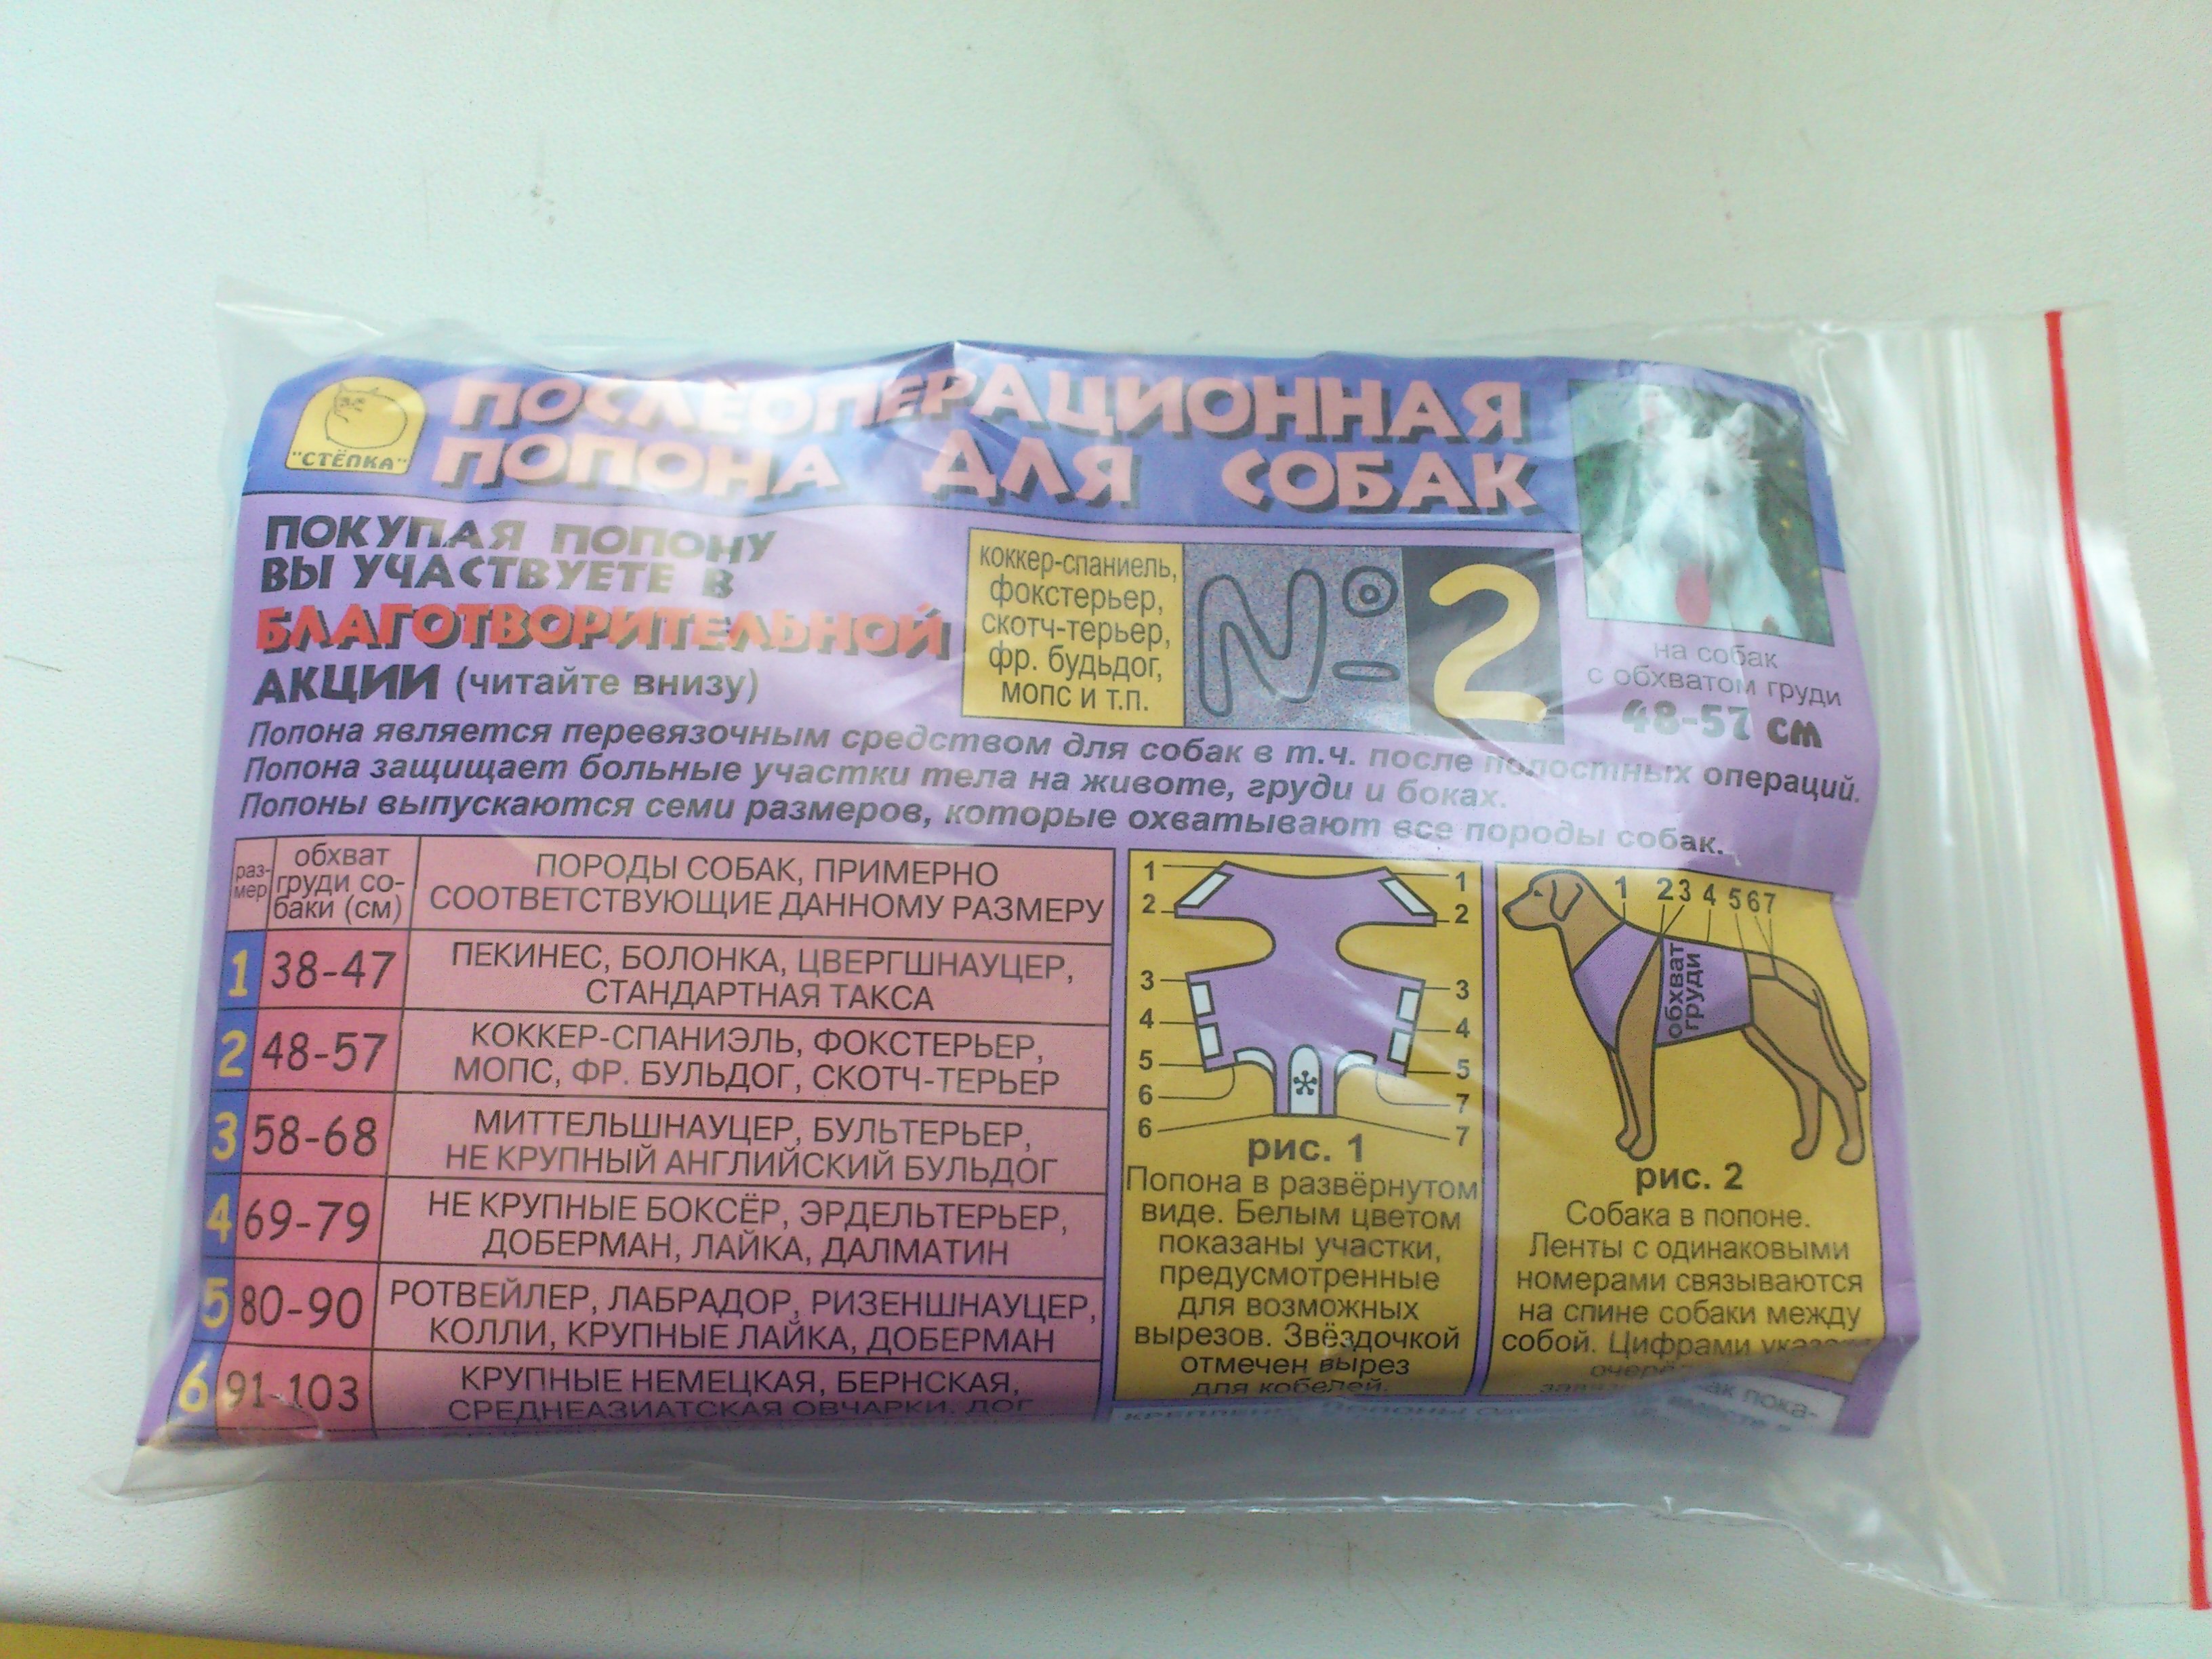 "СТЁПКА"
ПОСЛЕОПЕРАЦИОННАЯ
ПОПОНА ДЛЯ СОБАК
ПОКУПАЯ ПОПОНУ
ВЫ УЧАСТВУЕТЕ В
БЛАГОТВОРИТЕЛЬНОЙ
АКЦИИ (читайте внизу)
коккер-спаниель,
фокстерьер,
скотч-терьер,
фр. будьдог,
мопс и т.п.
№ 2
на собак
с обхватом груди
48-57 см
Попона является перевязочным средством для собак в т.ч. после полостных операций.
Попона защищает больные участки тела на животе, груди и боках.
Попоны выпускаются семи размеров, которые охватывают все породы собак.
раз-
мер
обхват
груди со-
баки (см)
ПОРОДЫ СОБАК, ПРИМЕРНО
СООТВЕТСТВУЮЩИЕ ДАННОМУ РАЗМЕРУ
1 38-47 ПЕКИНЕС, БОЛОНКА, ЦВЕРГШНАУЦЕР,
СТАНДАРТНАЯ ТАКСА
2 48-57 КОККЕР-СПАНИЭЛЬ, ФОКСТЕРЬЕР,
МОПС, ФР. БУЛЬДОГ, СКОТЧ-ТЕРЬЕР
3 58-68 МИТТЕЛЬШНАУЦЕР, БУЛЬТЕРЬЕР,
НЕ КРУПНЫЙ АНГЛИЙСКИЙ БУЛЬДОГ
4 69-79 НЕ КРУПНЫЕ БОКСЁР, ЭРДЕЛЬТЕРЬЕР,
ДОБЕРМАН, ЛАЙКА, ДАЛМАТИН
5 80-90 РОТВЕЙЛЕР, ЛАБРАДОР, РИЗЕНШНАУЦЕР,
КОЛЛИ, КРУПНЫЕ ЛАЙКА, ДОБЕРМАН
6 91-103 КРУПНЫЕ НЕМЕЦКАЯ, БЕРНСКАЯ,
СРЕДНЕАЗИАТСКАЯ ОВЧАРКИ, ДОГ
1 1
2 2
3 3
4 4
5 5
6 7
6 7
рис. 1
Попона в развёрнутом
виде. Белым цветом
показаны участки,
предусмотренные
для возможных
вырезов. Звёздочкой
отмечен вырез
для кобелей.
1 2 3 4 5 6 7
обхват
груди
рис. 2
Собака в попоне.
Ленты с одинаковыми
номерами связываются
на спине собаки между
собой. Цифрами